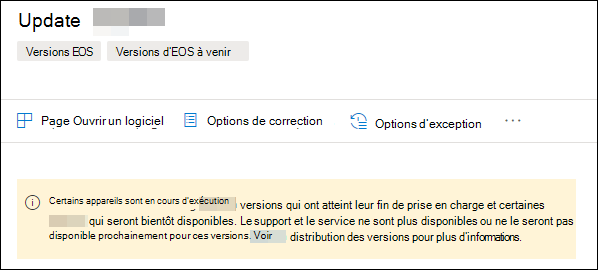 Update
Versions EOS Versions d'EOS à venir
Page Ouvrir un logiciel Options de correction Options d'exception ...
Certains appareils sont en cours d'exécution versions qui ont atteint leur fin de prise en charge et certaines
qui seront bientôt disponibles. Le support et le service ne sont plus disponibles ou ne le seront pas
disponible prochainement pour ces versions. Voir distribution des versions pour plus d'informations.